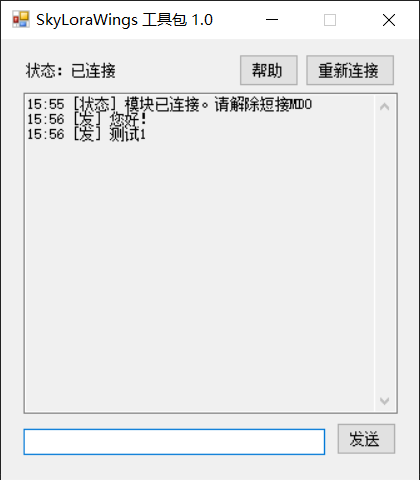 SkyLoraWings 工具包 1.0
状态：已连接
帮助
重新连接
15:55 [状态] 模块已连接。请解除短接MD0
15:56 [发] 您好！
15:56 [发] 测试1
发送